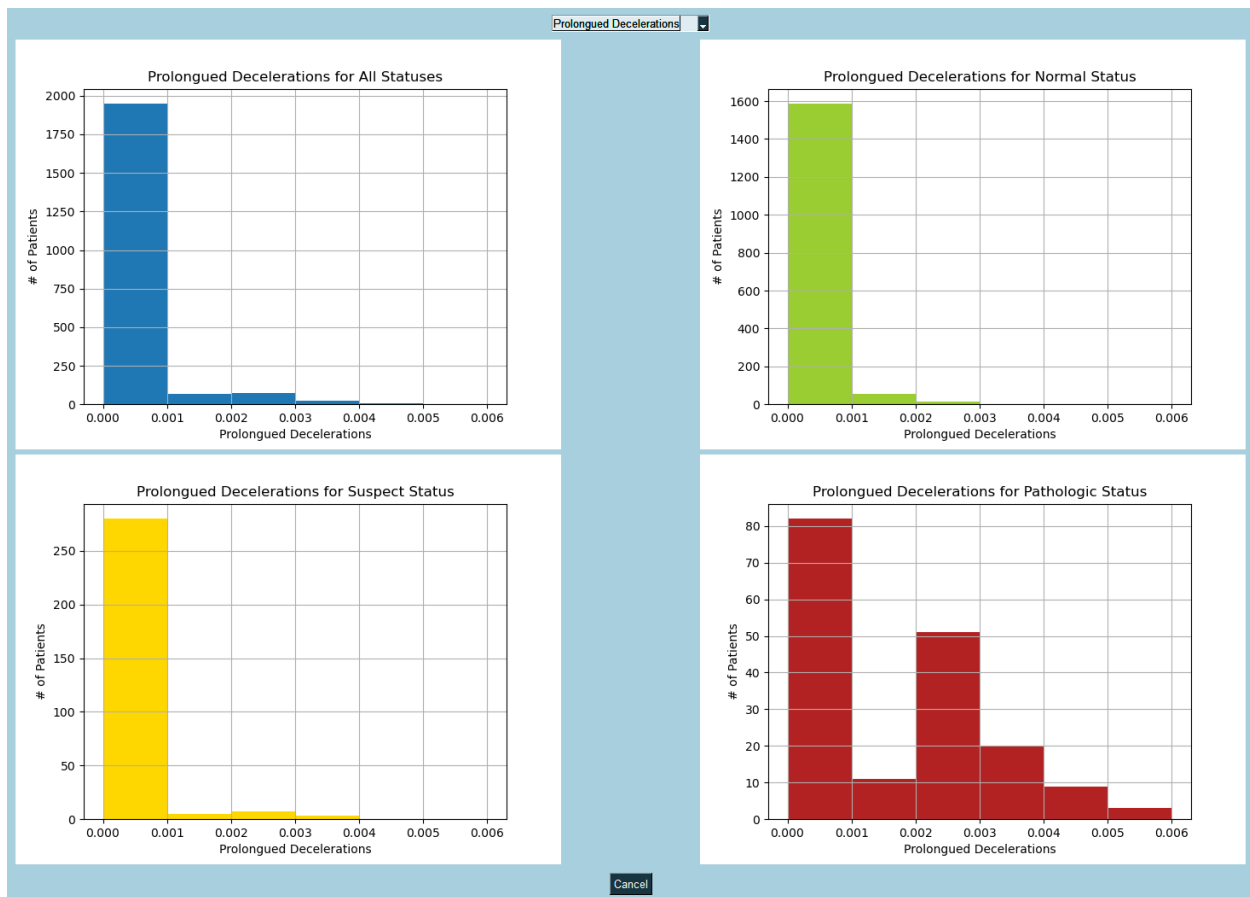 Prolongued Decelerations
Prolongued Decelerations for All Statuses
2000
1750
1500
1250
1000
750
500
250
0
# of Patients
0.000 0.001 0.002 0.003 0.004 0.005 0.006
Prolongued Decelerations
Prolongued Decelerations for Normal Status
1600
1400
1200
1000
800
600
400
200
0
# of Patients
0.000 0.001 0.002 0.003 0.004 0.005 0.006
Prolongued Decelerations
Prolongued Decelerations for Suspect Status
250
200
150
100
50
0
# of Patients
0.000 0.001 0.002 0.003 0.004 0.005 0.006
Prolongued Decelerations
Prolongued Decelerations for Pathologic Status
80
70
60
50
40
30
20
10
0
# of Patients
0.000 0.001 0.002 0.003 0.004 0.005 0.006
Prolongued Decelerations
Cancel